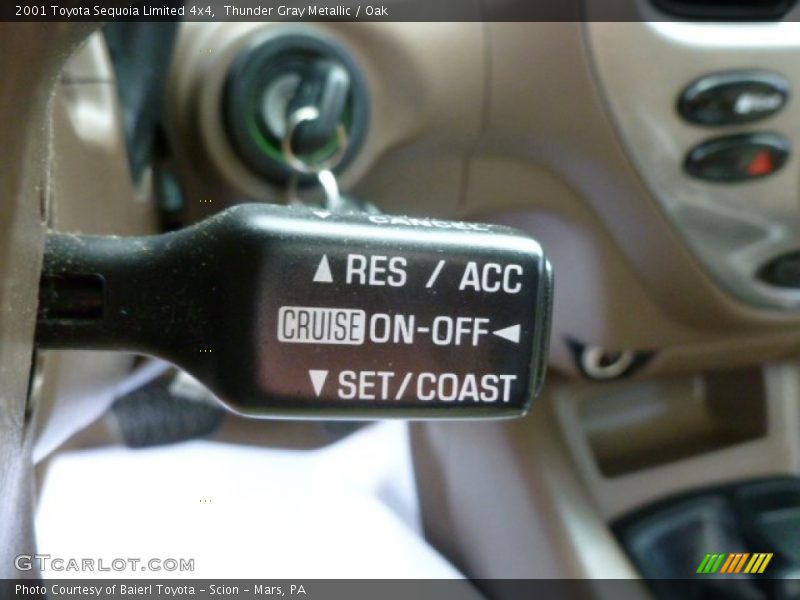 2001 Toyota Sequoia Limited 4x4,  Thunder Gray Metallic / Oak
▼ CANCEL
▲ RES / ACC
CRUISE ON-OFF ◀
▼ SET/COAST
GTCARLOT.COM
Photo Courtesy of Baierl Toyota - Scion - Mars, PA